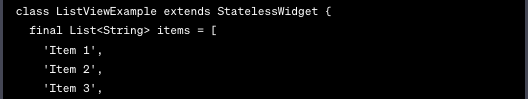 class ListViewExample extends StatelessWidget {
  final List<String> items = [
    'Item 1',
    'Item 2',
    'Item 3',